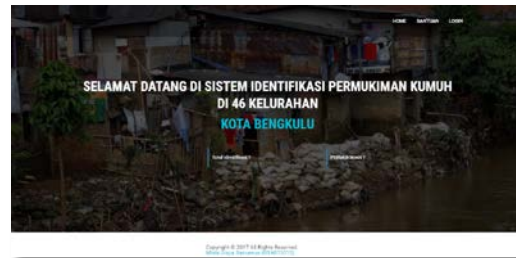 HOME BANTUAN LOGIN
SELAMAT DATANG DI SISTEM IDENTIFIKASI PERMUKIMAN KUMUH
DI 46 KELURAHAN
KOTA BENGKULU
Copyright © 2017 All Rights Reserved.